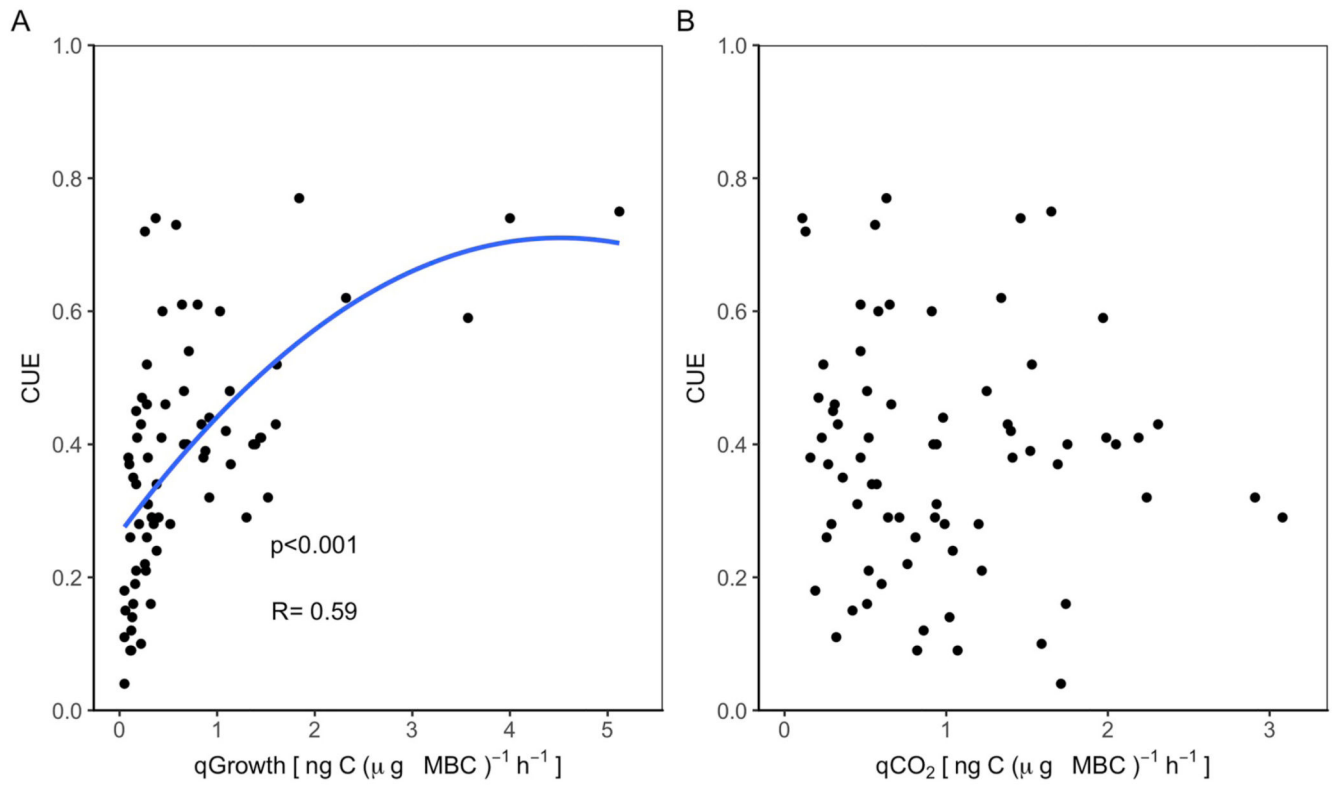 A
B
1.0
0.8
0.6
0.4
0.2
0.0
CUE
p<0.001
R= 0.59
0 1 2 3 4 5
qGrowth [ ng C (μ g MBC )⁻¹ h⁻¹ ]
1.0
0.8
0.6
0.4
0.2
0.0
CUE
0 1 2 3
qCO₂ [ ng C (μ g MBC )⁻¹ h⁻¹ ]